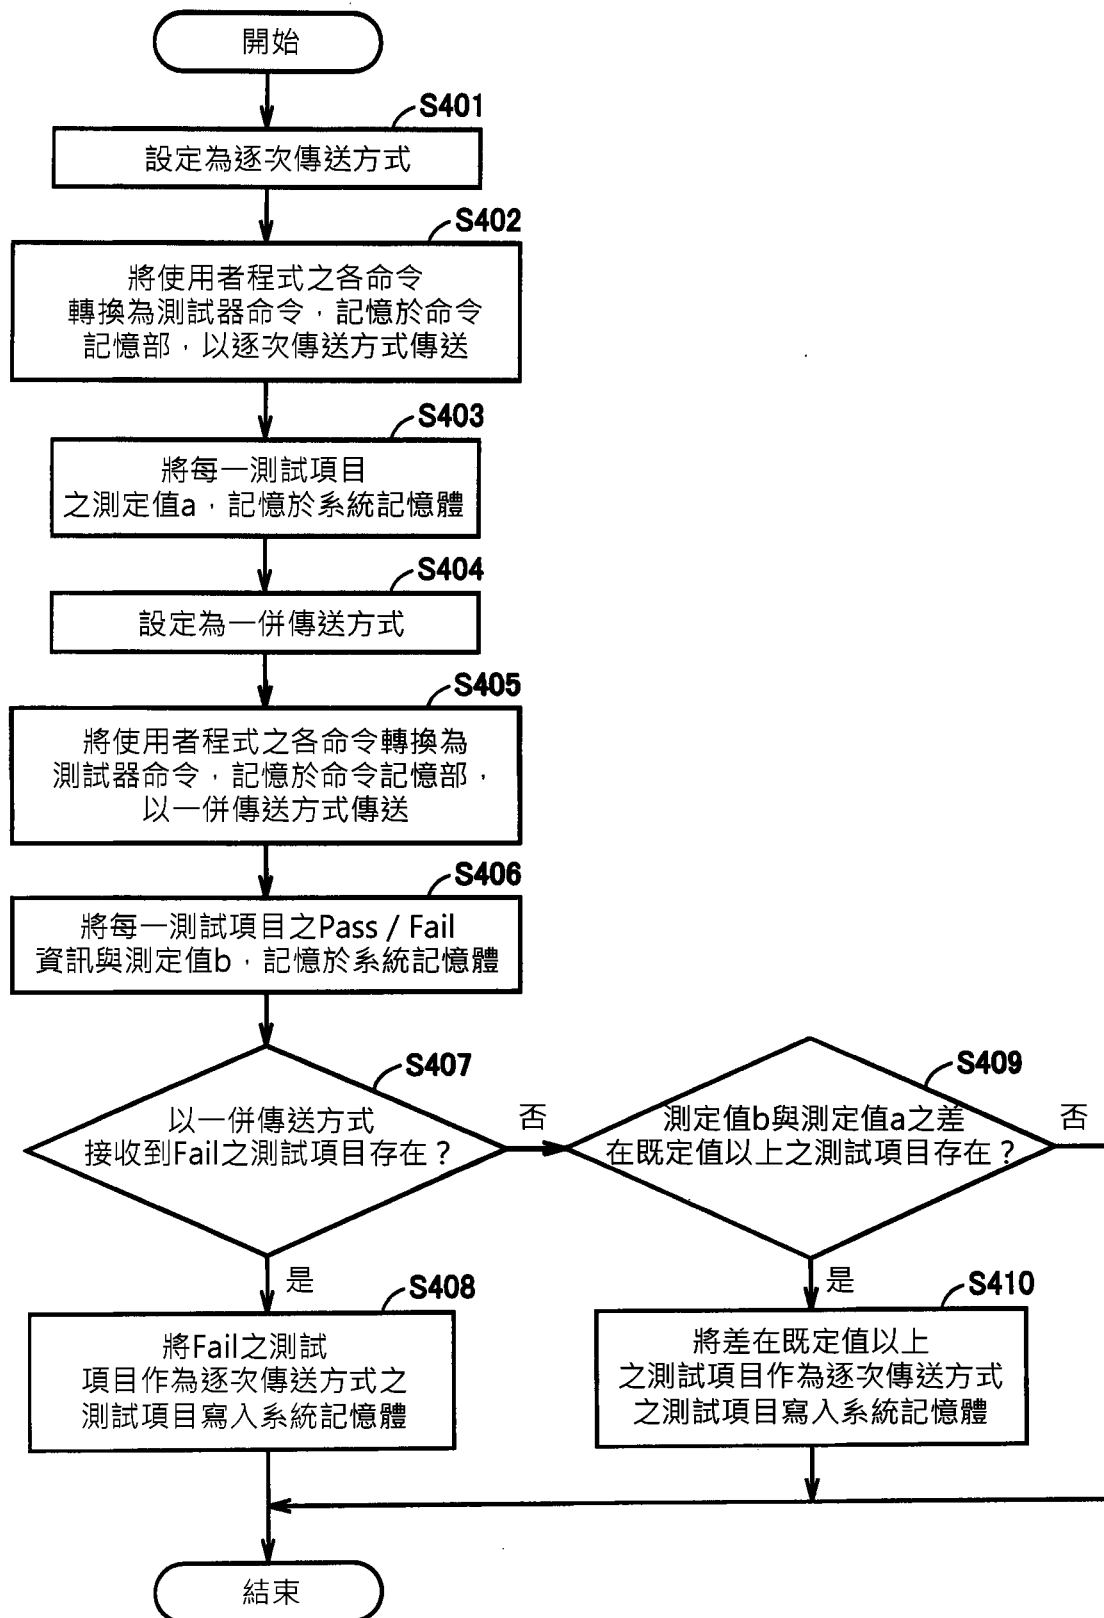 開始
S401
設定為逐次傳送方式
S402
將使用者程式之各命令
轉換為測試器命令，記憶於命令
記憶部，以逐次傳送方式傳送
S403
將每一測試項目
之測定值a，記憶於系統記憶體
S404
設定為一併傳送方式
S405
將使用者程式之各命令轉換為
測試器命令，記憶於命令記憶部，
以一併傳送方式傳送
S406
將每一測試項目之Pass / Fail
資訊與測定值b，記憶於系統記憶體
S407
以一併傳送方式
接收到Fail之測試項目存在？
否
是
S409
測定值b與測定值a之差
在既定值以上之測試項目存在？
否
是
S408
將Fail之測試
項目作為逐次傳送方式之
測試項目寫入系統記憶體
S410
將差在既定值以上
之測試項目作為逐次傳送方式
之測試項目寫入系統記憶體
結束